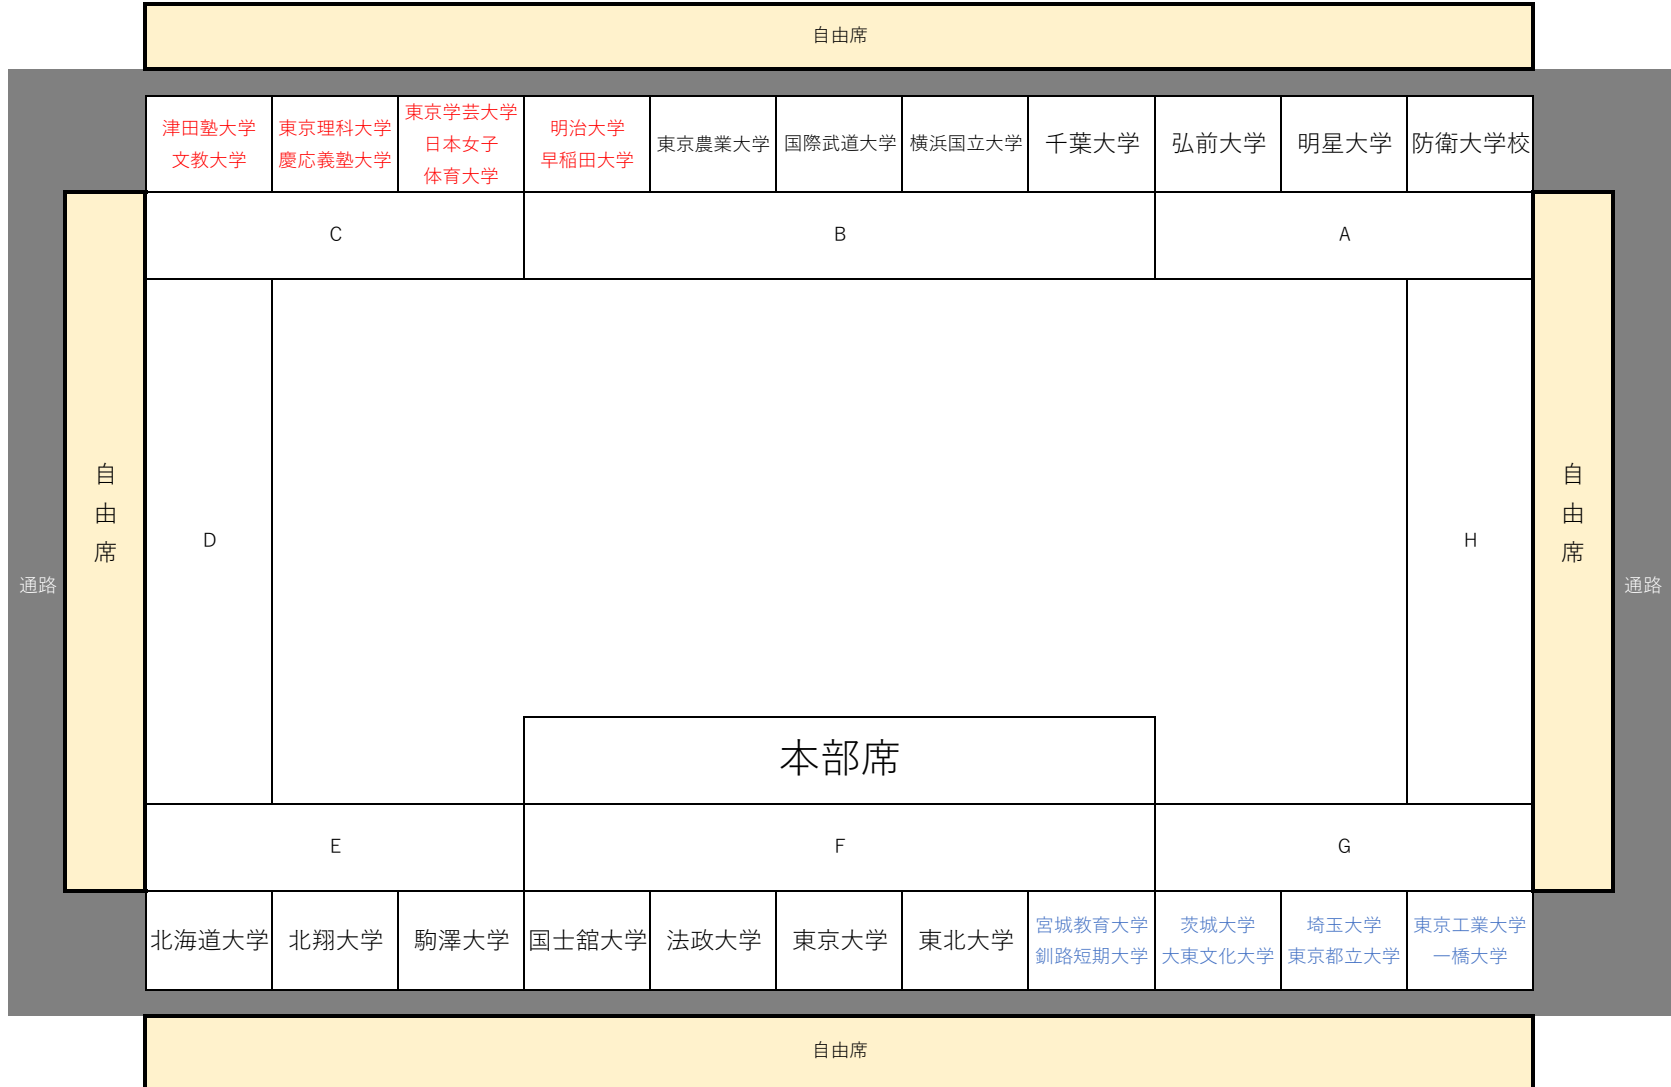 自由席
津田塾大学
文教大学
東京理科大学
慶応義塾大学
東京学芸大学
日本女子
体育大学
明治大学
早稲田大学
東京農業大学
国際武道大学
横浜国立大学
千葉大学
弘前大学
明星大学
防衛大学校
C
B
A
自由席
D
H
自由席
通路
通路
本部席
E
F
G
北海道大学
北翔大学
駒澤大学
国士舘大学
法政大学
東京大学
東北大学
宮城教育大学
釧路短期大学
茨城大学
大東文化大学
埼玉大学
東京都立大学
東京工業大学
一橋大学
自由席